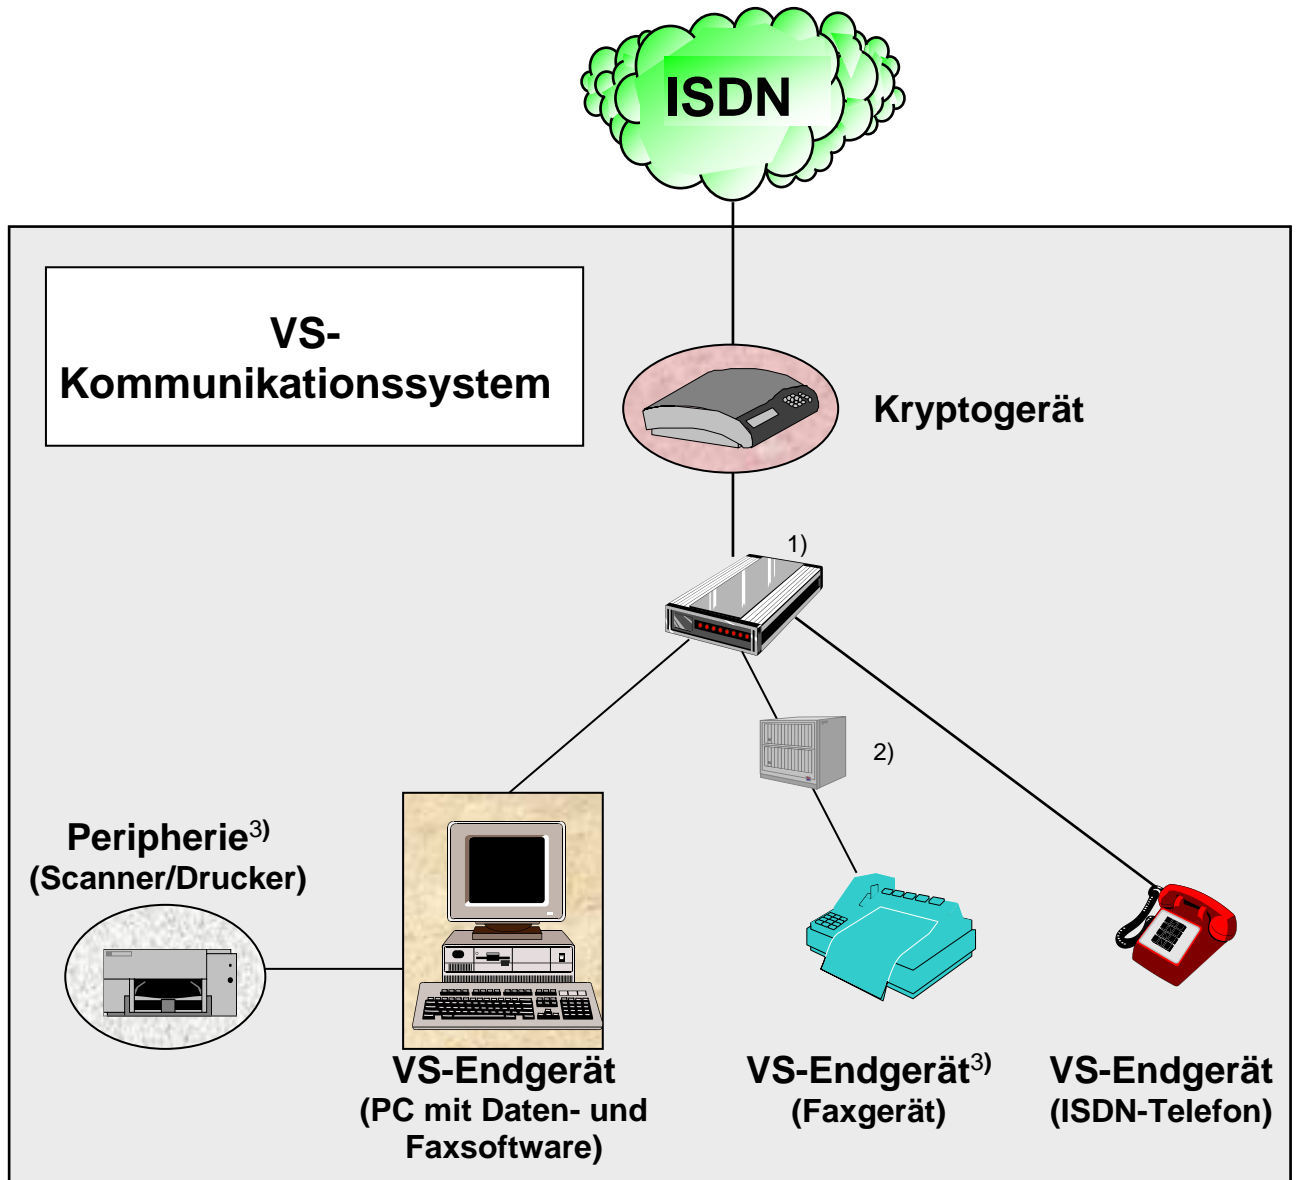 ISDN
VS-
Kommunikationssystem
Kryptogerät
1)
2)
Peripherie3)
(Scanner/Drucker)
VS-Endgerät
(PC mit Daten- und
Faxsoftware)
VS-Endgerät3)
(Faxgerät)
VS-Endgerät
(ISDN-Telefon)